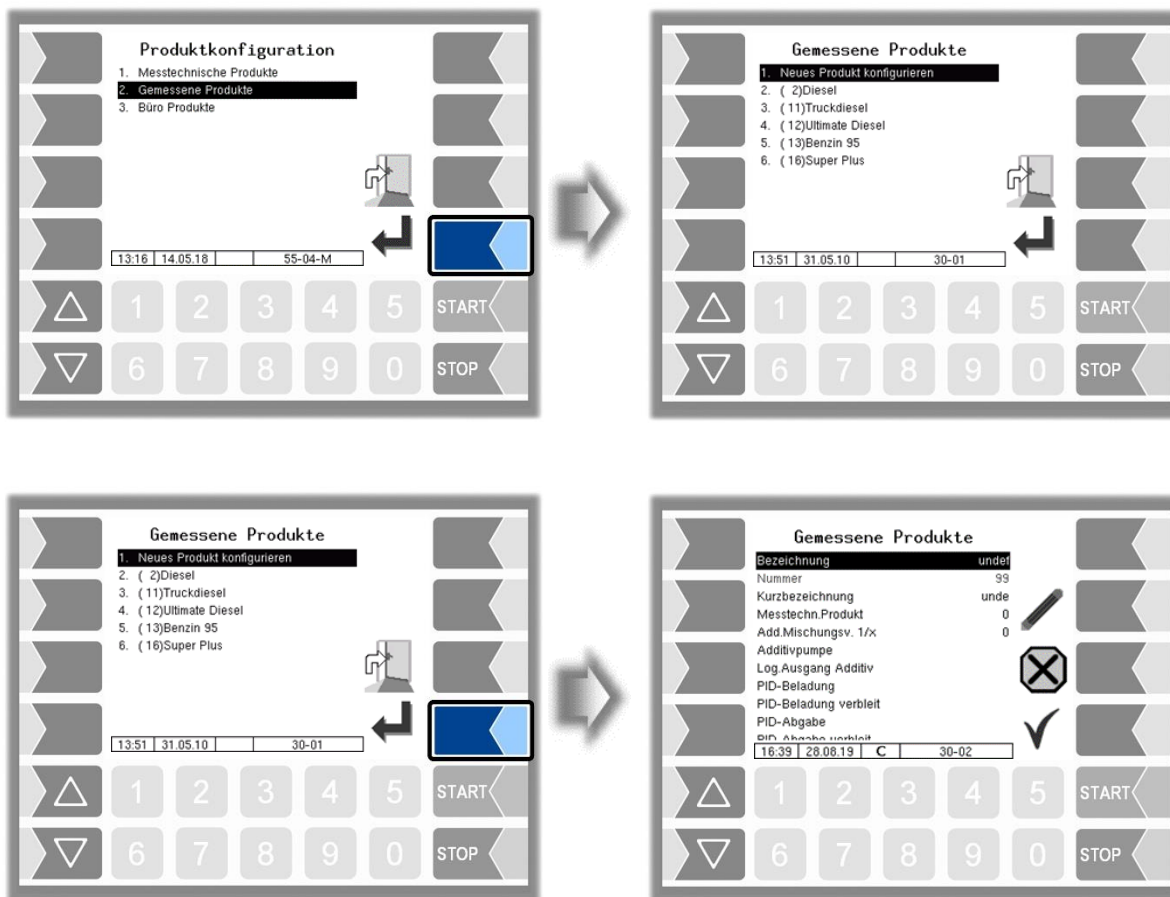 Produktkonfiguration
1. Messtechnische Produkte
2. Gemessene Produkte
3. Büro Produkte
13:16 14.05.18 55-04-M
1 2 3 4 5 START
6 7 8 9 0 STOP
Gemessene Produkte
1. Neues Produkt konfigurieren
2. ( 2)Diesel
3. ( 11)Truckdiesel
4. ( 12)Ultimate Diesel
5. ( 13)Benzin 95
6. ( 16)Super Plus
13:51 31.05.10 30-01
1 2 3 4 5 START
6 7 8 9 0 STOP
Gemessene Produkte
1. Neues Produkt konfigurieren
2. ( 2)Diesel
3. ( 11)Truckdiesel
4. ( 12)Ultimate Diesel
5. ( 13)Benzin 95
6. ( 16)Super Plus
13:51 31.05.10 30-01
1 2 3 4 5 START
6 7 8 9 0 STOP
Gemessene Produkte
Bezeichnung undef
Nummer 99
Kurzbezeichnung unde
Messtechn.Produkt 0
Add.Mischungsv. 1/x 0
Additivpumpe
Log.Ausgang Additiv
PID-Beladung
PID-Beladung verbleit
PID-Abgabe
PID-Abgabe verbleit
16:39 28.08.19 C 30-02
1 2 3 4 5 START
6 7 8 9 0 STOP